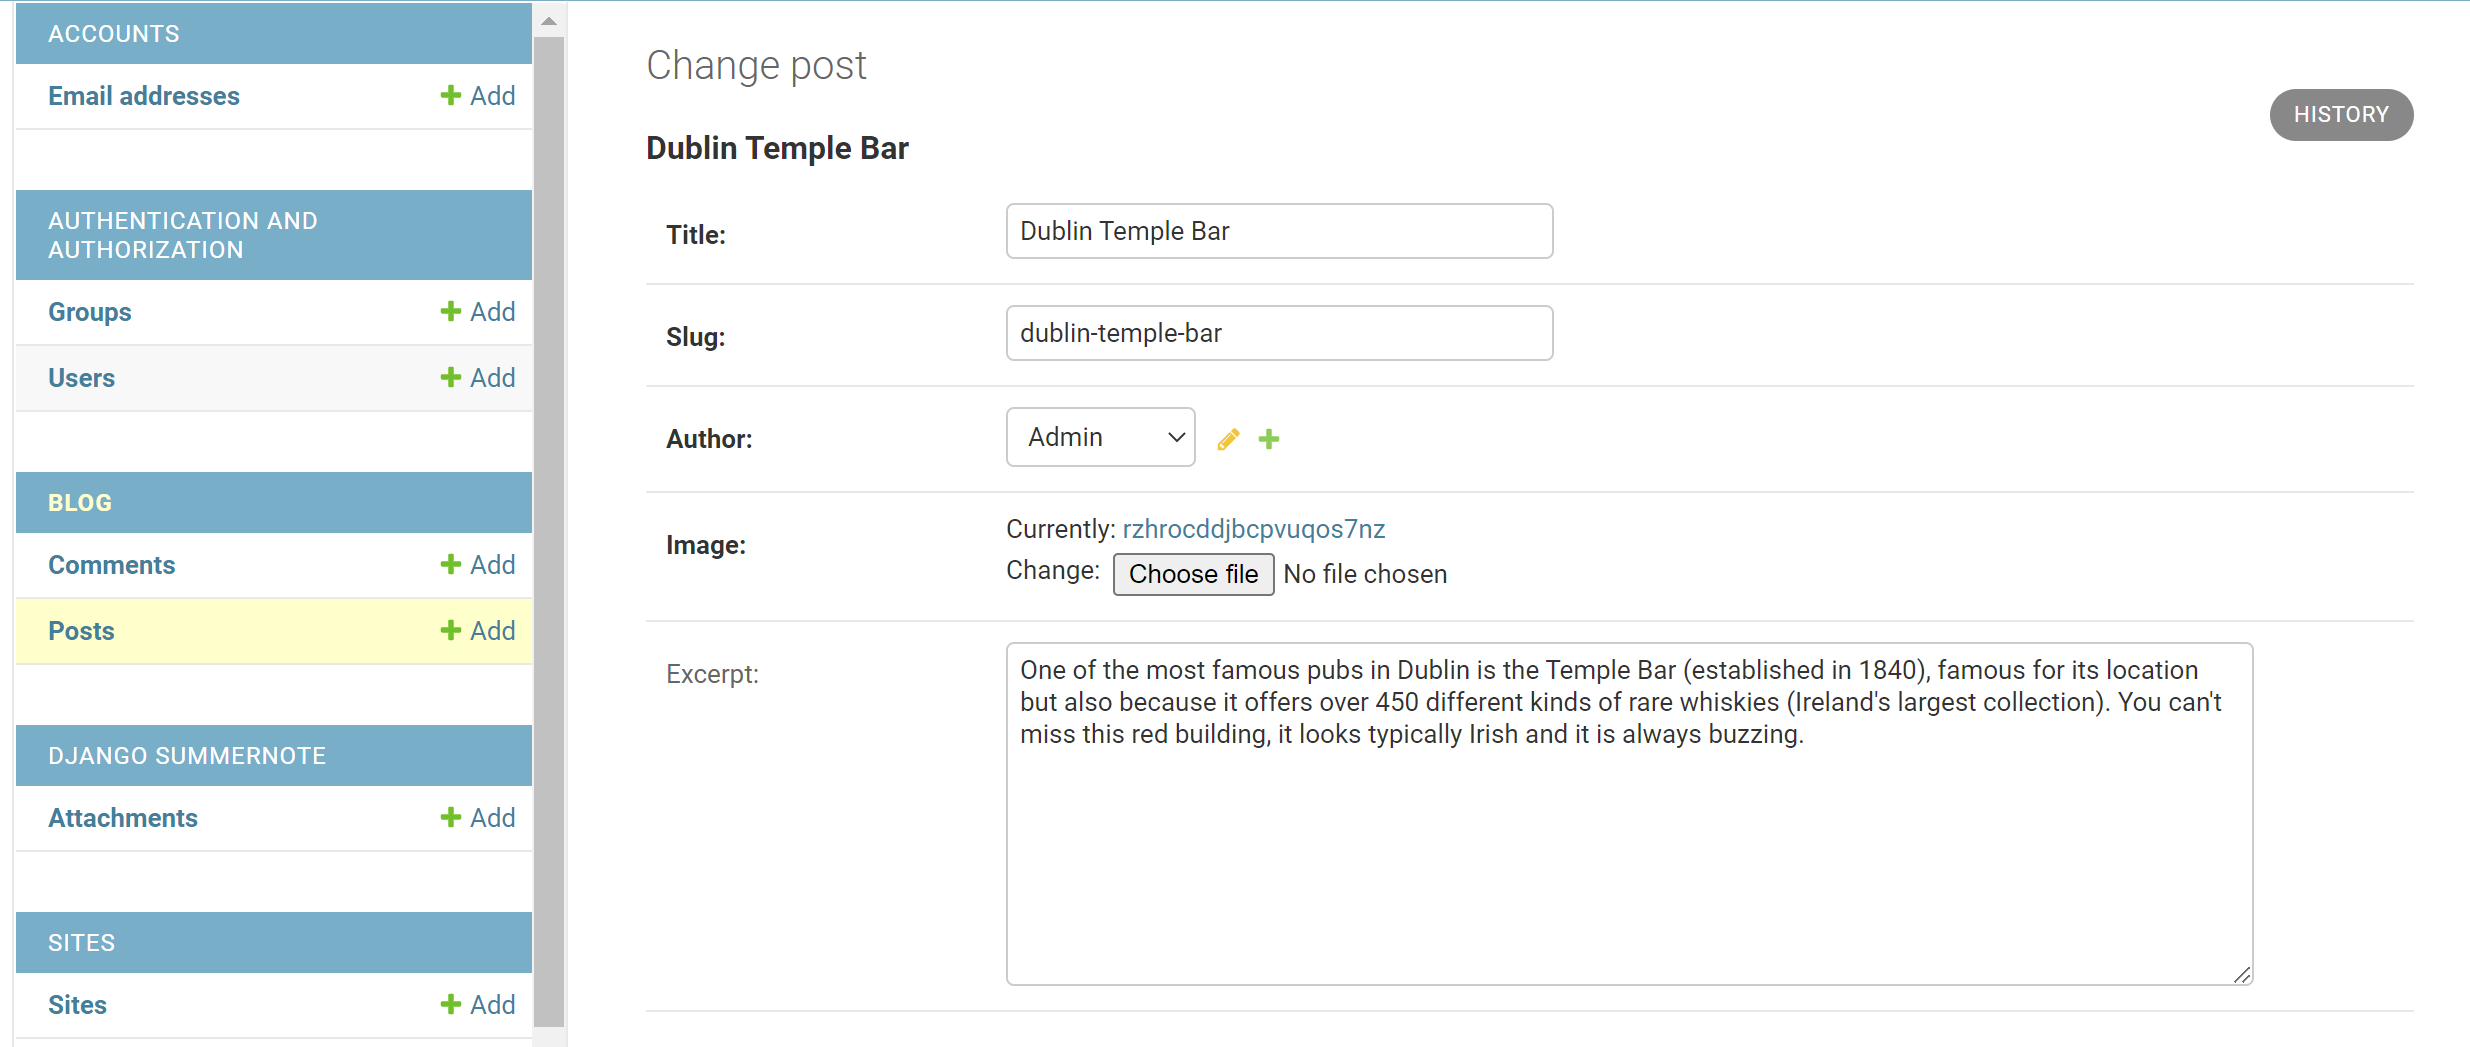 ACCOUNTS
Email addresses Add
AUTHENTICATION AND
AUTHORIZATION
Groups Add
Users Add
BLOG
Comments Add
Posts Add
DJANGO SUMMERNOTE
Attachments Add
SITES
Sites Add
Change post
HISTORY
Dublin Temple Bar
Title: Dublin Temple Bar
Slug: dublin-temple-bar
Author: Admin
Image: Currently: rzhrocddjbcpvuqos7nz
Change: Choose file No file chosen
Excerpt: One of the most famous pubs in Dublin is the Temple Bar (established in 1840), famous for its location
but also because it offers over 450 different kinds of rare whiskies (Ireland's largest collection). You can't
miss this red building, it looks typically Irish and it is always buzzing.